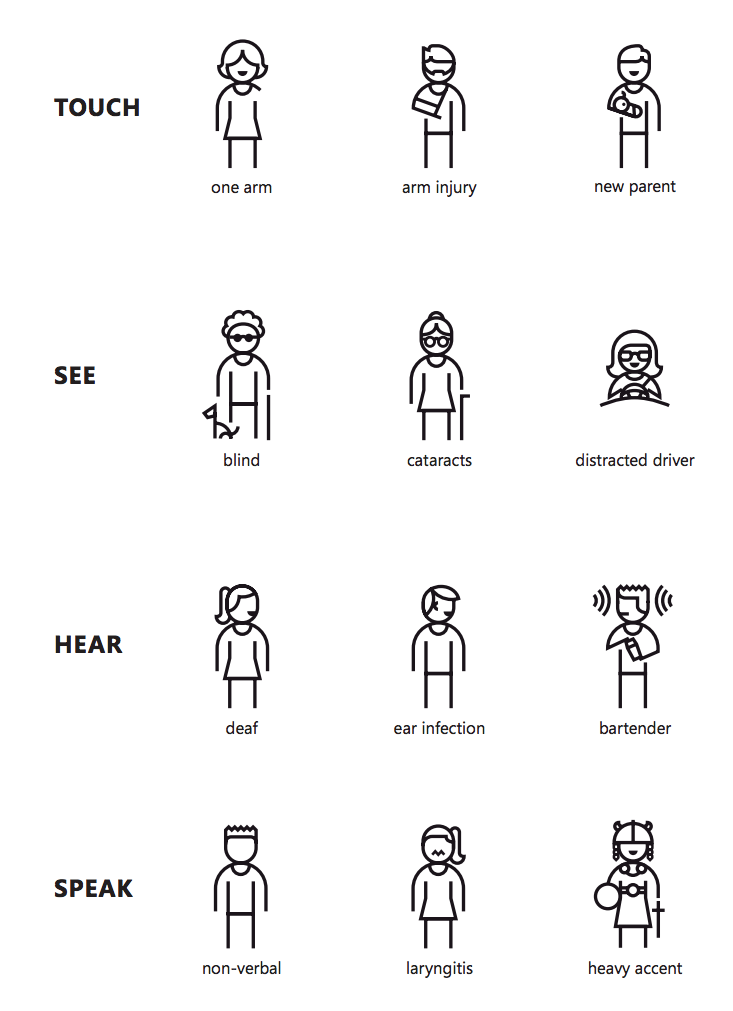 TOUCH
one arm
arm injury
new parent
SEE
blind
cataracts
distracted driver
HEAR
deaf
ear infection
bartender
SPEAK
non-verbal
laryngitis
heavy accent